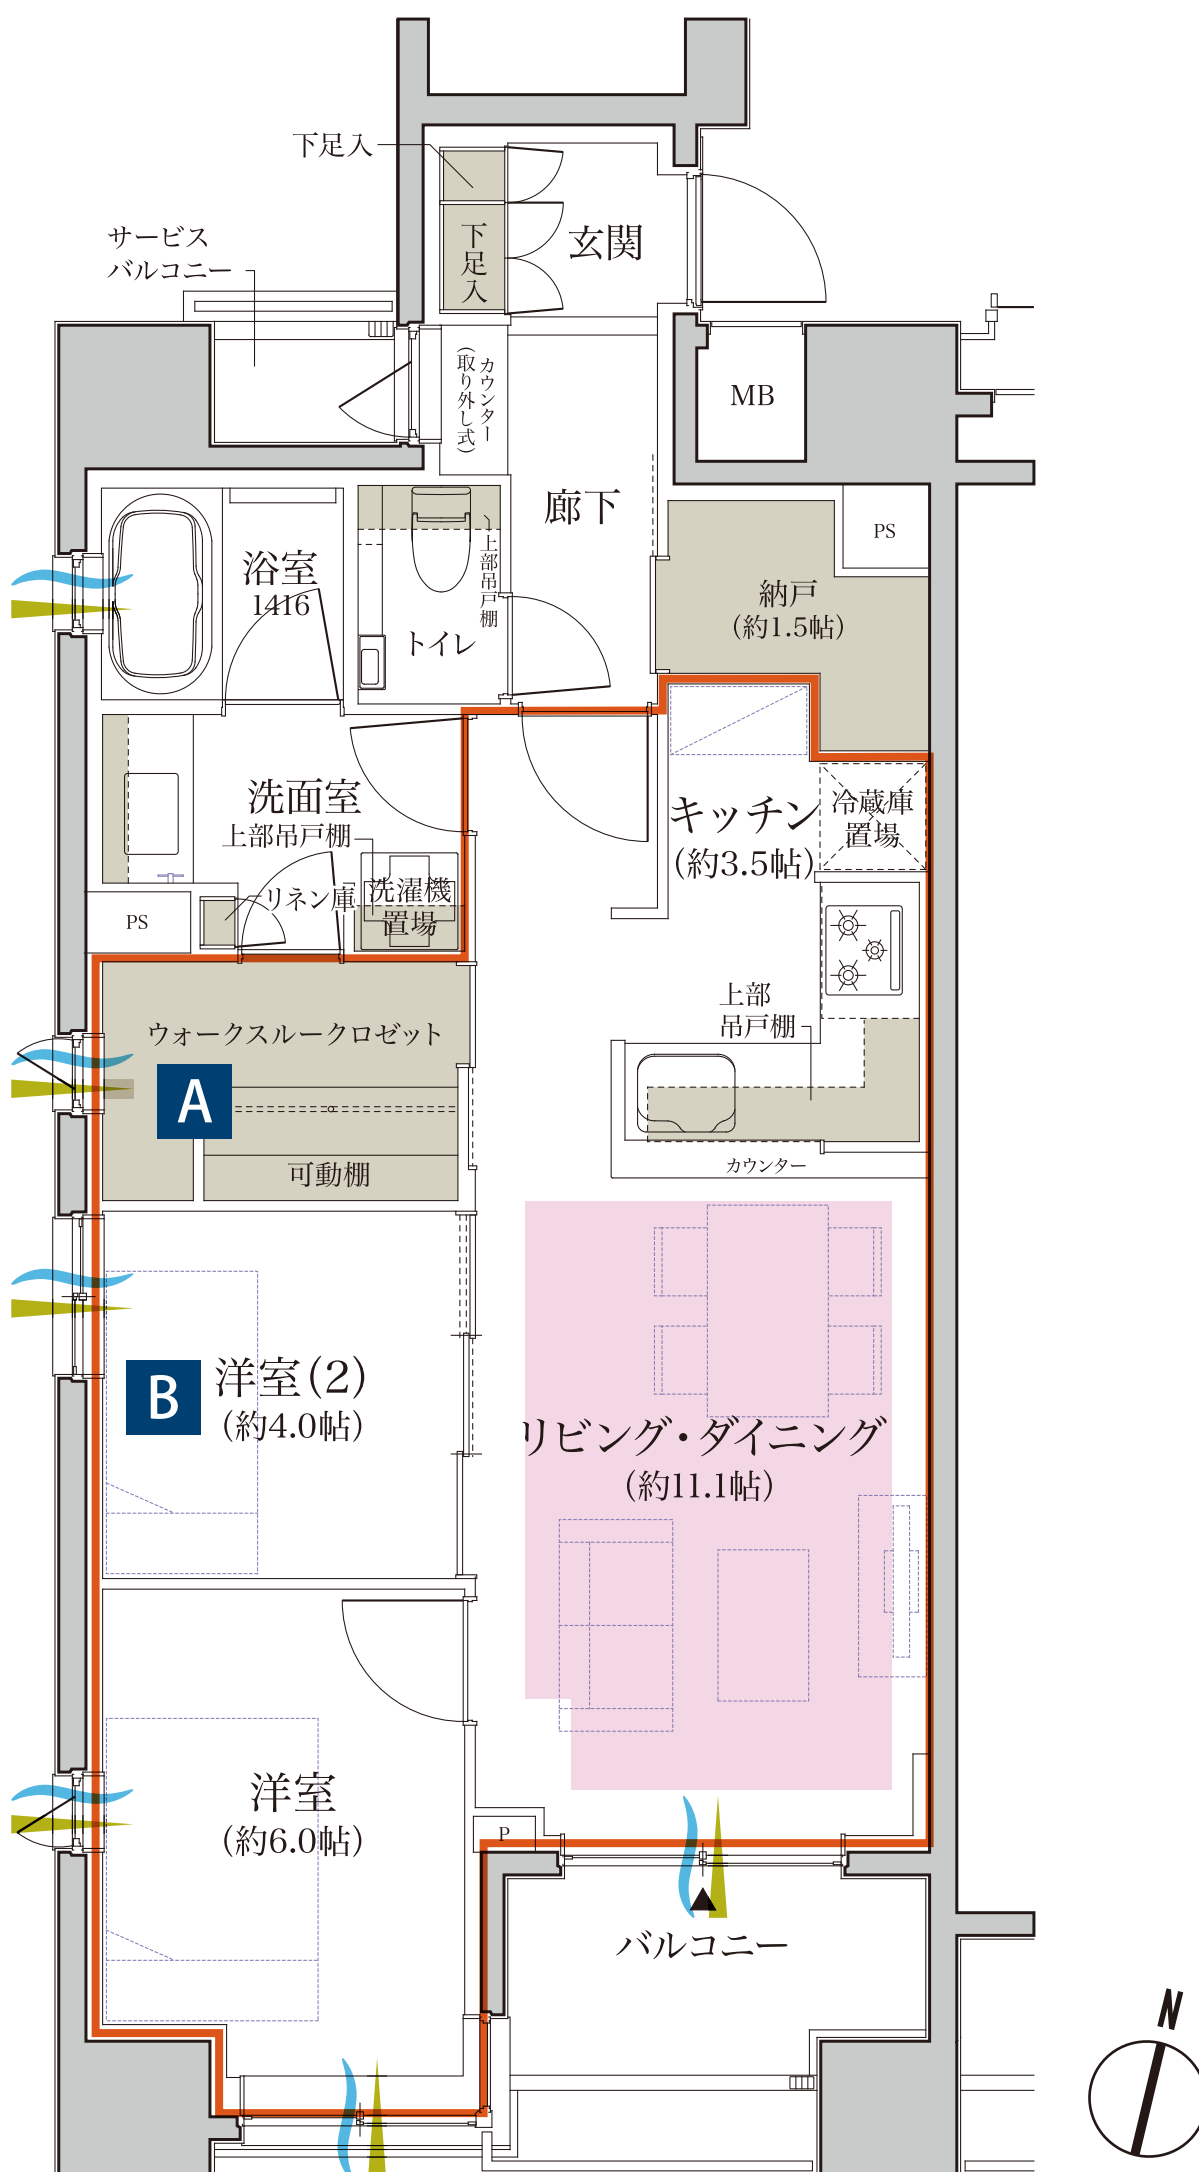 下足入
下足入
玄関
サービス
バルコニー
カウンター
(取り外し式)
MB
廊下
PS
浴室
1416
上部吊戸棚
トイレ
納戸
(約1.5帖)
洗面室
上部吊戸棚
キッチン
(約3.5帖)
冷蔵庫
置場
リネン庫
洗濯機
置場
PS
上部
吊戸棚
ウォークスルークロゼット
A
可動棚
カウンター
B
洋室(2)
(約4.0帖)
リビング・ダイニング
(約11.1帖)
洋室
(約6.0帖)
P
バルコニー
N